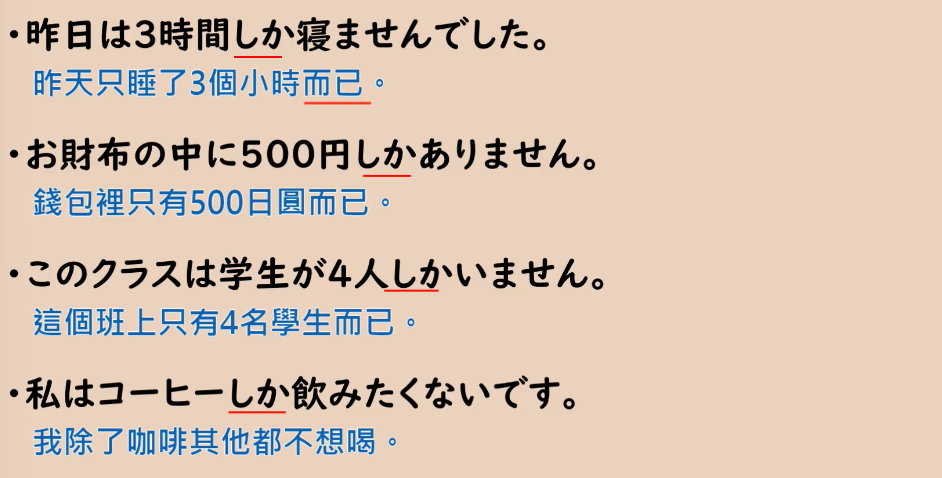 ・昨日は3時間しか寝ませんでした。
昨天只睡了3個小時而已。
・お財布の中に500円しかありません。
錢包裡只有500日圓而已。
・このクラスは学生が4人しかいません。
這個班上只有4名學生而已。
・私はコーヒーしか飲みたくないです。
我除了咖啡其他都不想喝。